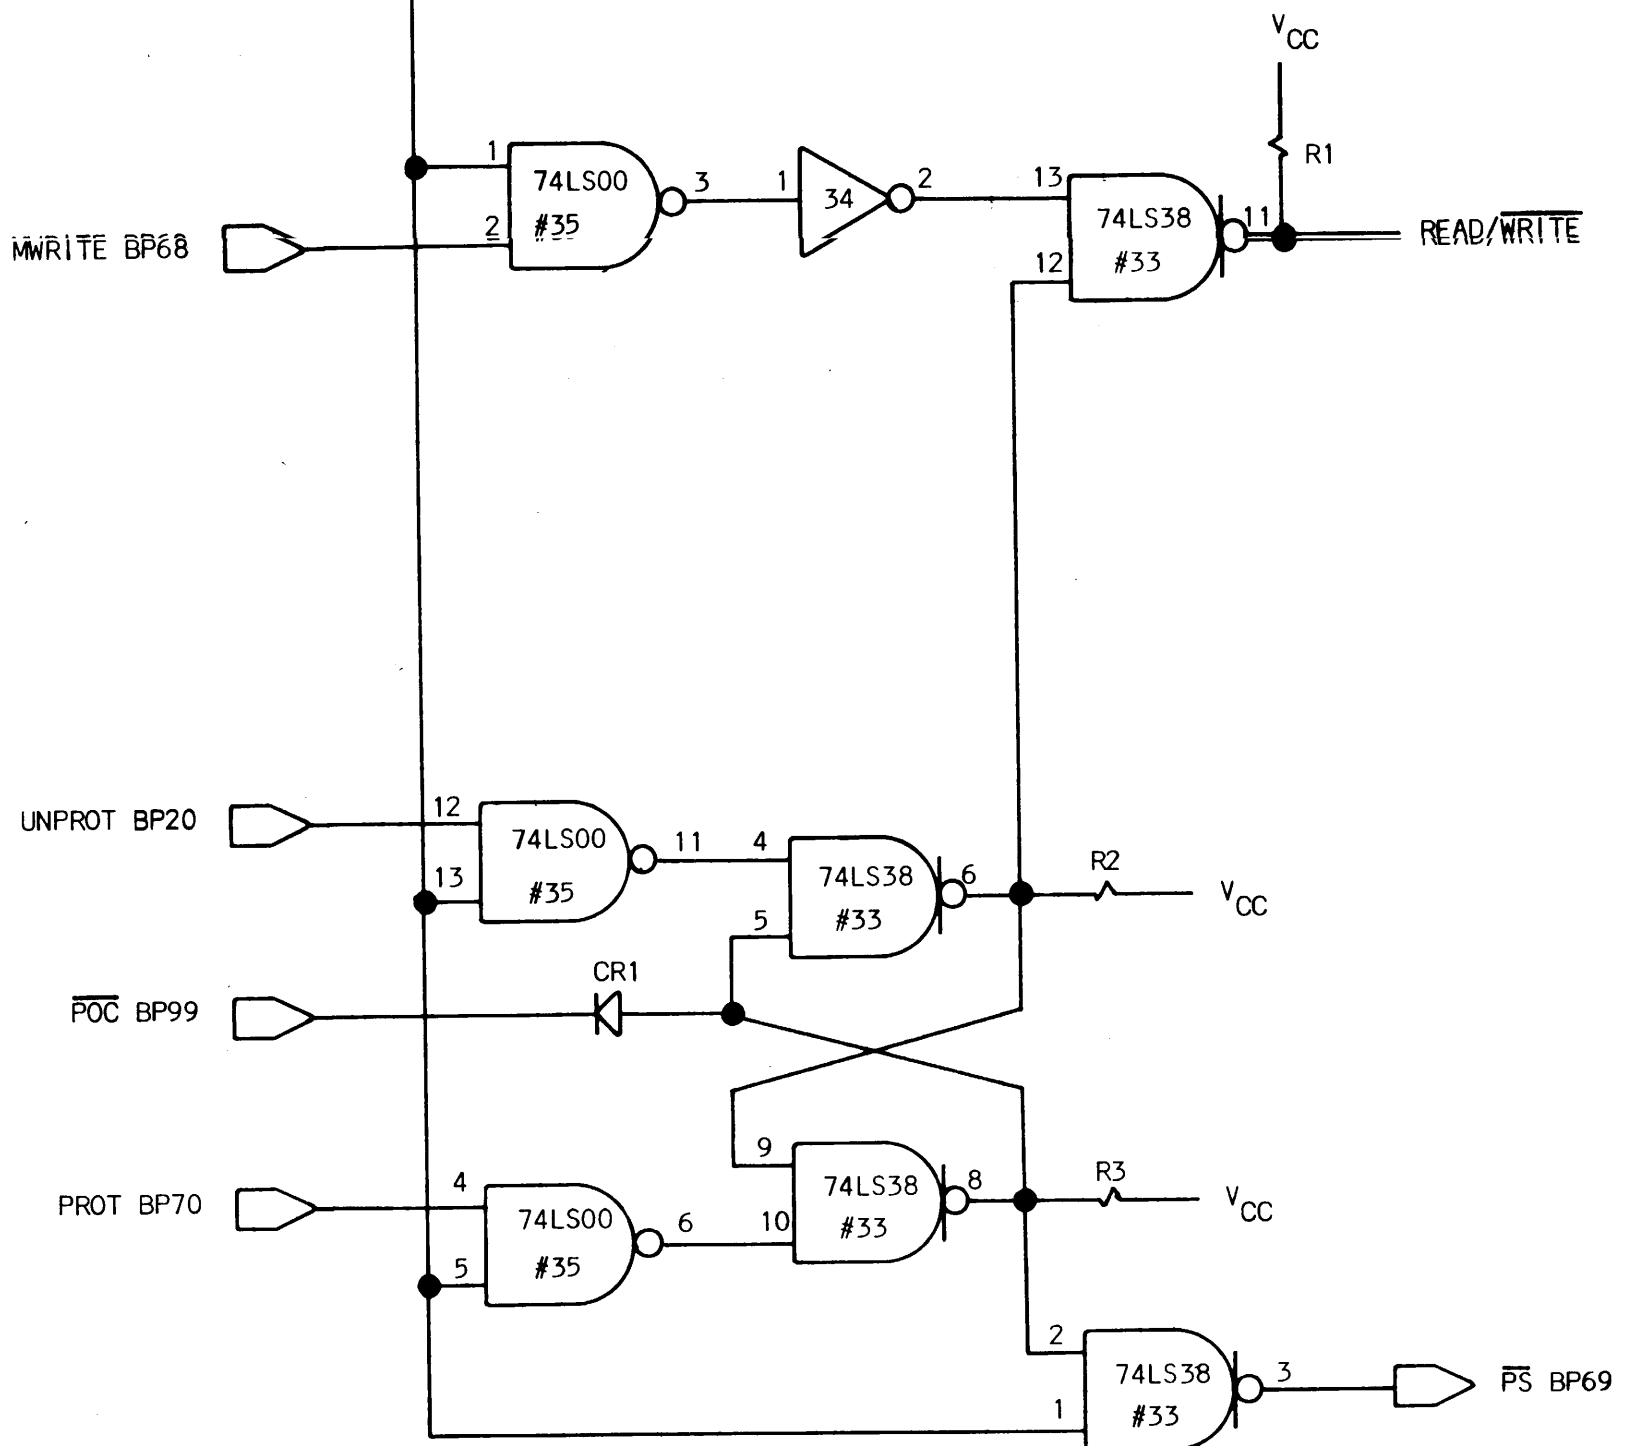 VCC
R1
1
74LS00
#35
2
3
1
34
2
13
74LS38
#33
12
11
READ/WRITE
MWRITE BP68
UNPROT BP20
12
74LS00
#35
13
11
4
74LS38
#33
5
6
R2
VCC
CR1
POC BP99
9
74LS38
#33
10
8
R3
VCC
PROT BP70
4
74LS00
#35
5
6
2
74LS38
#33
1
3
PS BP69